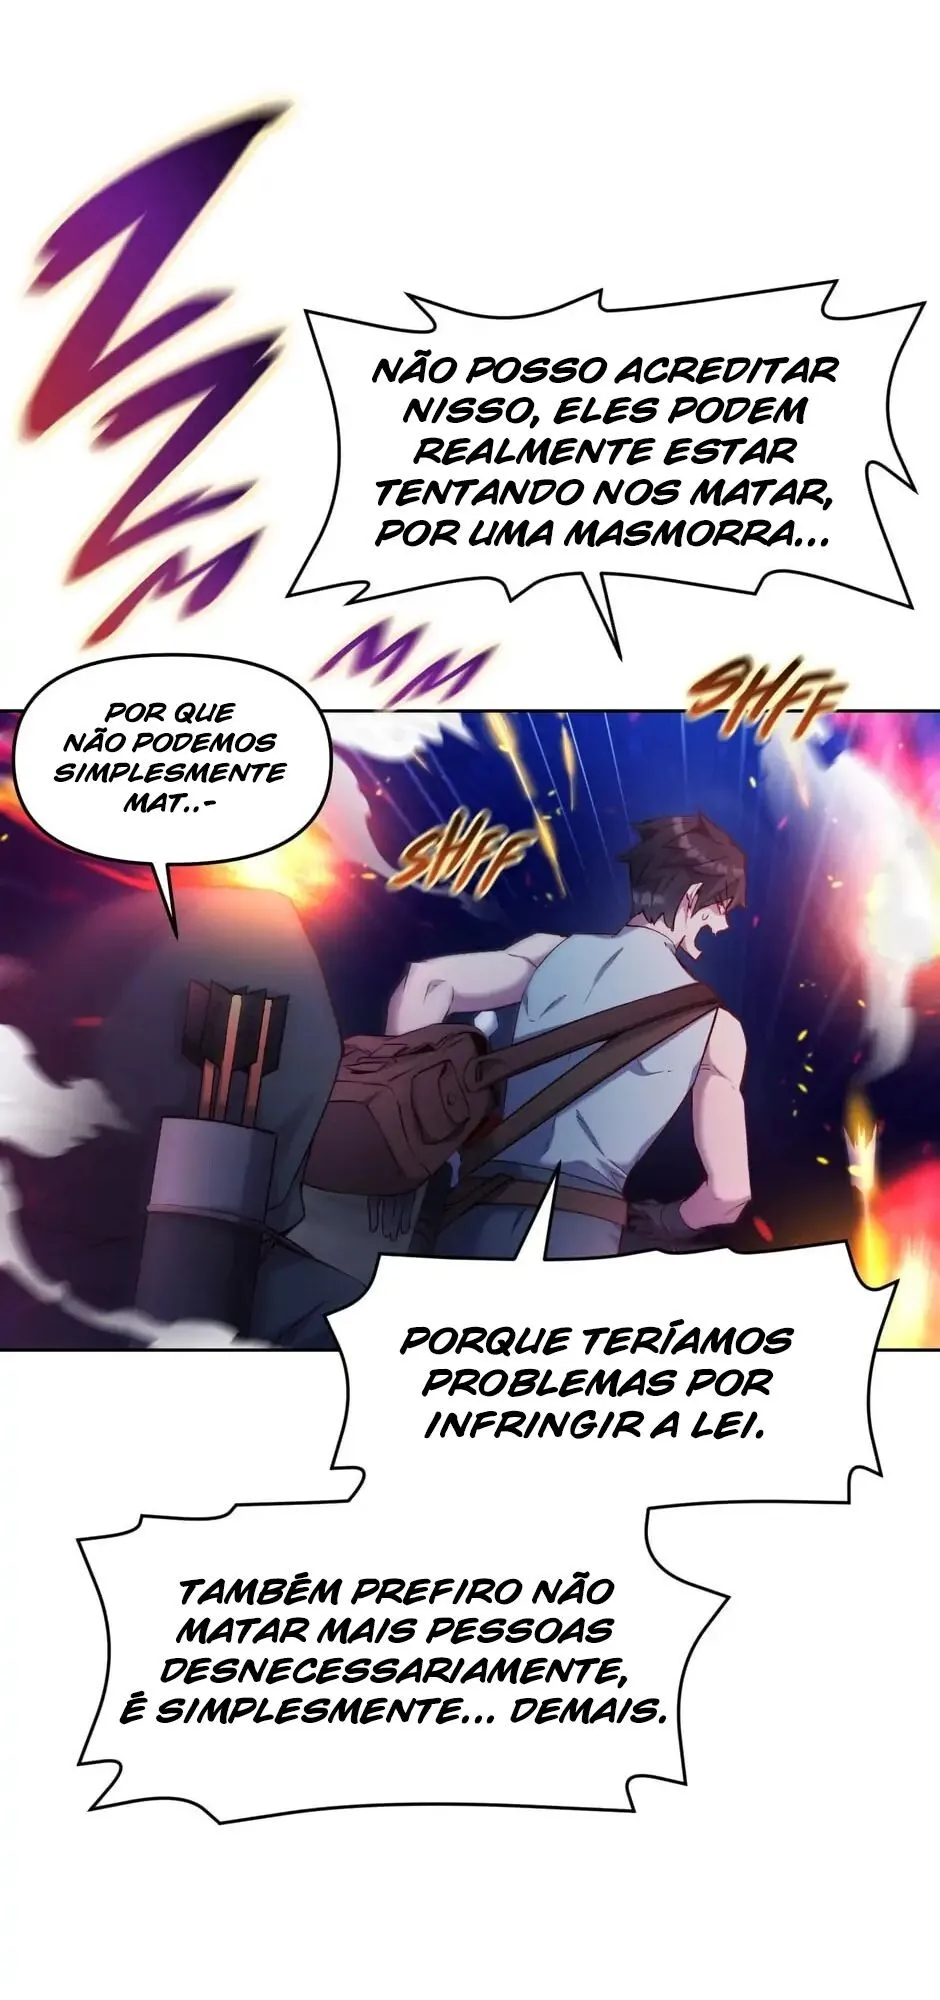 NÃO POSSO ACREDITAR
NISSO, ELES PODEM
REALMENTE ESTAR
TENTANDO NOS MATAR,
POR UMA MASMORRA...
SHFF
POR QUE
NÃO PODEMOS
SIMPLESMENTE
MAT..-
SHFF
PORQUE TERÍAMOS
PROBLEMAS POR
INFRINGIR A LEI.
TAMBÉM PREFIRO NÃO
MATAR MAIS PESSOAS
DESNECESSARIAMENTE,
É SIMPLESMENTE... DEMAIS.